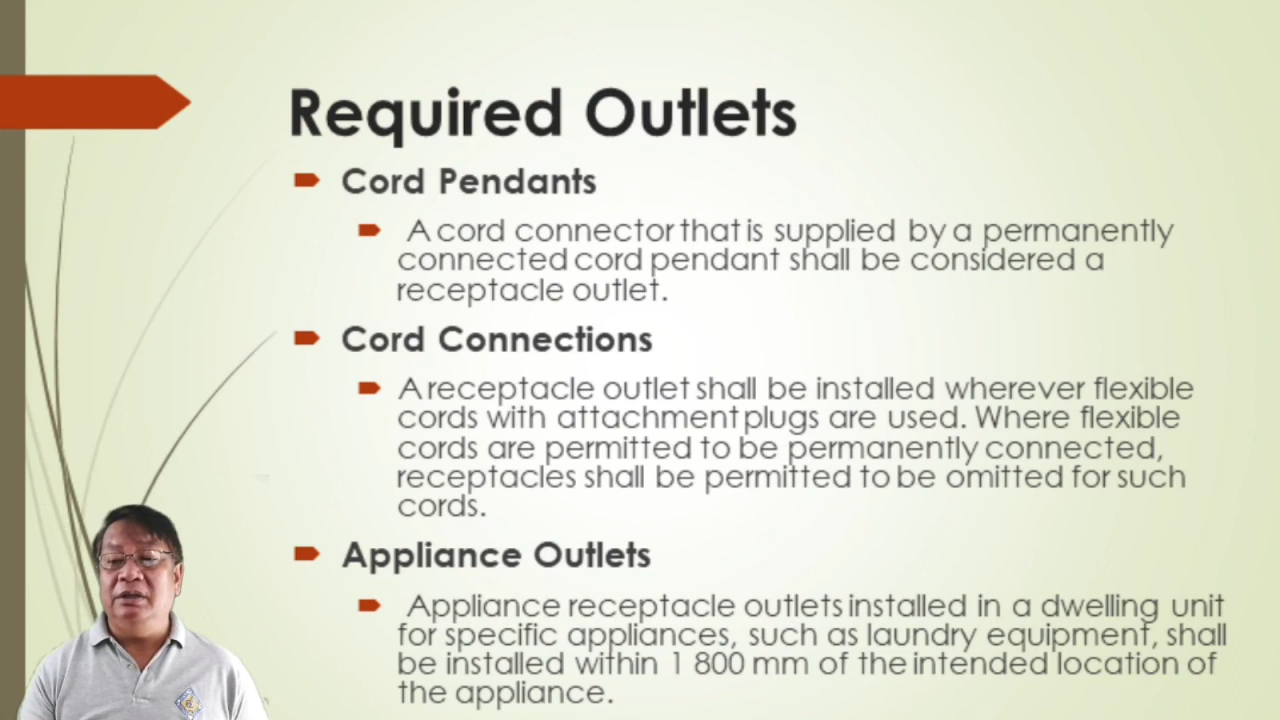 Required Outlets
Cord Pendants
A cord connector that is supplied by a permanently
connected cord pendant shall be considered a
receptacle outlet.
Cord Connections
A receptacle outlet shall be installed wherever flexible
cords with attachment plugs are used. Where flexible
cords are permitted to be permanently connected,
receptacles shall be permitted to be omitted for such
cords.
Appliance Outlets
Appliance receptacle outlets installed in a dwelling unit
for specific appliances, such as laundry equipment, shall
be installed within 1 800 mm of the intended location of
the appliance.